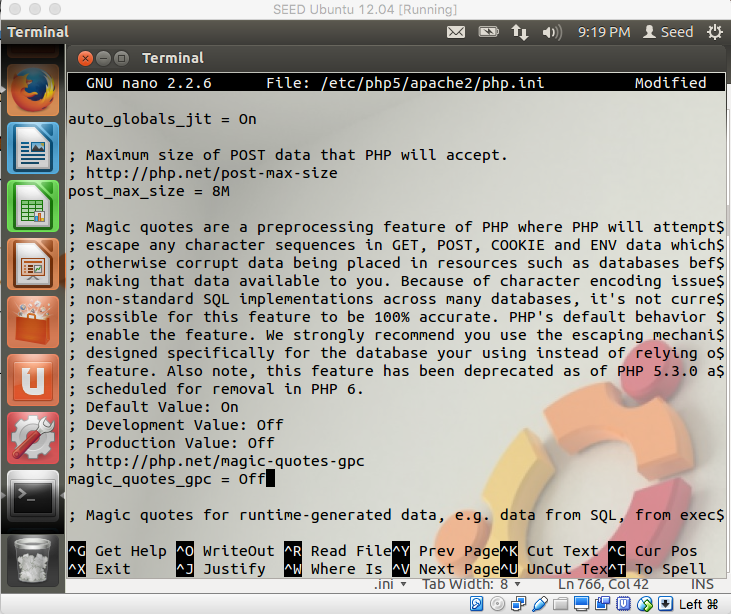 SEED Ubuntu 12.04 [Running]
Terminal 9:19 PM Seed
Terminal
GNU nano 2.2.6 File: /etc/php5/apache2/php.ini Modified
auto_globals_jit = On
; Maximum size of POST data that PHP will accept.
; http://php.net/post-max-size
post_max_size = 8M
; Magic quotes are a preprocessing feature of PHP where PHP will attempt$
; escape any character sequences in GET, POST, COOKIE and ENV data which$
; otherwise corrupt data being placed in resources such as databases bef$
; making that data available to you. Because of character encoding issue$
; non-standard SQL implementations across many databases, it's not curre$
; possible for this feature to be 100% accurate. PHP's default behavior $
; enable the feature. We strongly recommend you use the escaping mechani$
; designed specifically for the database your using instead of relying o$
; feature. Also note, this feature has been deprecated as of PHP 5.3.0 a$
; scheduled for removal in PHP 6.
; Default Value: On
; Development Value: Off
; Production Value: Off
; http://php.net/magic-quotes-gpc
magic_quotes_gpc = Off
; Magic quotes for runtime-generated data, e.g. data from SQL, from exec$
^G Get Help ^O WriteOut ^R Read File^Y Prev Page^K Cut Text ^C Cur Pos
^X Exit ^J Justify ^W Where Is ^V Next Page^U UnCut Tex^T To Spell
.ini Tab Width: 8 Ln 766, Col 42 INS
Left ⌘